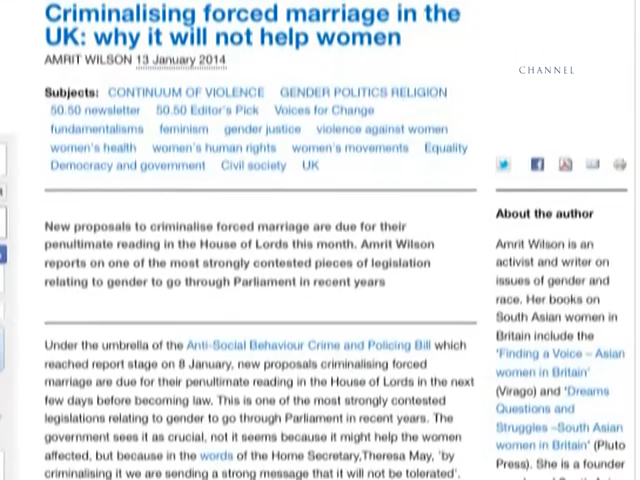 Criminalising forced marriage in the
UK: why it will not help women
AMRIT WILSON 13 January 2014
CHANNEL
Subjects: CONTINUUM OF VIOLENCE GENDER POLITICS RELIGION
50.50 newsletter 50.50 Editor's Pick Voices for Change
fundamentalisms feminism gender justice violence against women
women's health women's human rights women's movements Equality
Democracy and government Civil society UK
New proposals to criminalise forced marriage are due for their
penultimate reading in the House of Lords this month. Amrit Wilson
reports on one of the most strongly contested pieces of legislation
relating to gender to go through Parliament in recent years
Under the umbrella of the Anti-Social Behaviour Crime and Policing Bill which
reached report stage on 8 January, new proposals criminalising forced
marriage are due for their penultimate reading in the House of Lords in the next
few days before becoming law. This is one of the most strongly contested
legislations relating to gender to go through Parliament in recent years. The
government sees it as crucial, not it seems because it might help the women
affected, but because in the words of the Home Secretary,Theresa May, 'by
criminalising it we are sending a strong message that it will not be tolerated'.
About the author
Amrit Wilson is an
activist and writer on
issues of gender and
race. Her books on
South Asian women in
Britain include the
'Finding a Voice – Asian
women in Britain'
(Virago) and 'Dreams
Questions and
Struggles –South Asian
women in Britain' (Pluto
Press). She is a founder